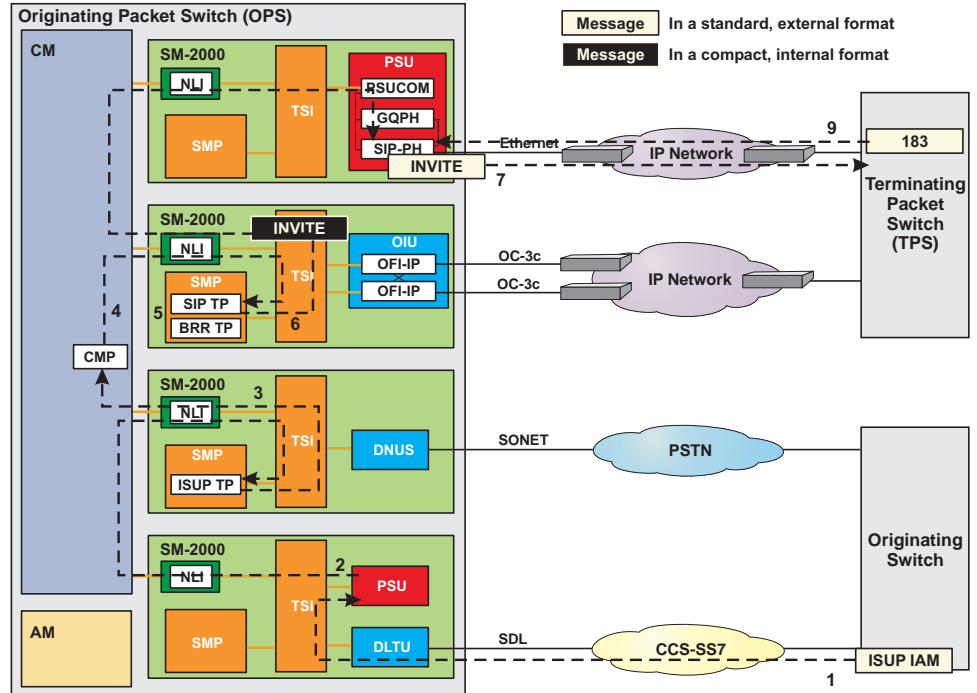 Originating Packet Switch (OPS)
Message In a standard, external format
Message In a compact, internal format
CM
SM-2000
NLI
TSI
SMP
PSU
PSUCOM
GQPH
SIP-PH
INVITE
Ethernet
7
IP Network
9
183
Terminating
Packet
Switch
(TPS)
SM-2000
INVITE
NLI
TSI
OIU
OFI-IP
OFI-IP
SMP
SIP TP
BRR TP
4
5
6
OC-3c
OC-3c
IP Network
CMP
SM-2000
3
NLI
TSI
SMP
ISUP TP
DNUS
SONET
PSTN
Originating
Switch
SM-2000
2
NLI
TSI
PSU
SMP
DLTU
SDL
CCS-SS7
ISUP IAM
1
AM